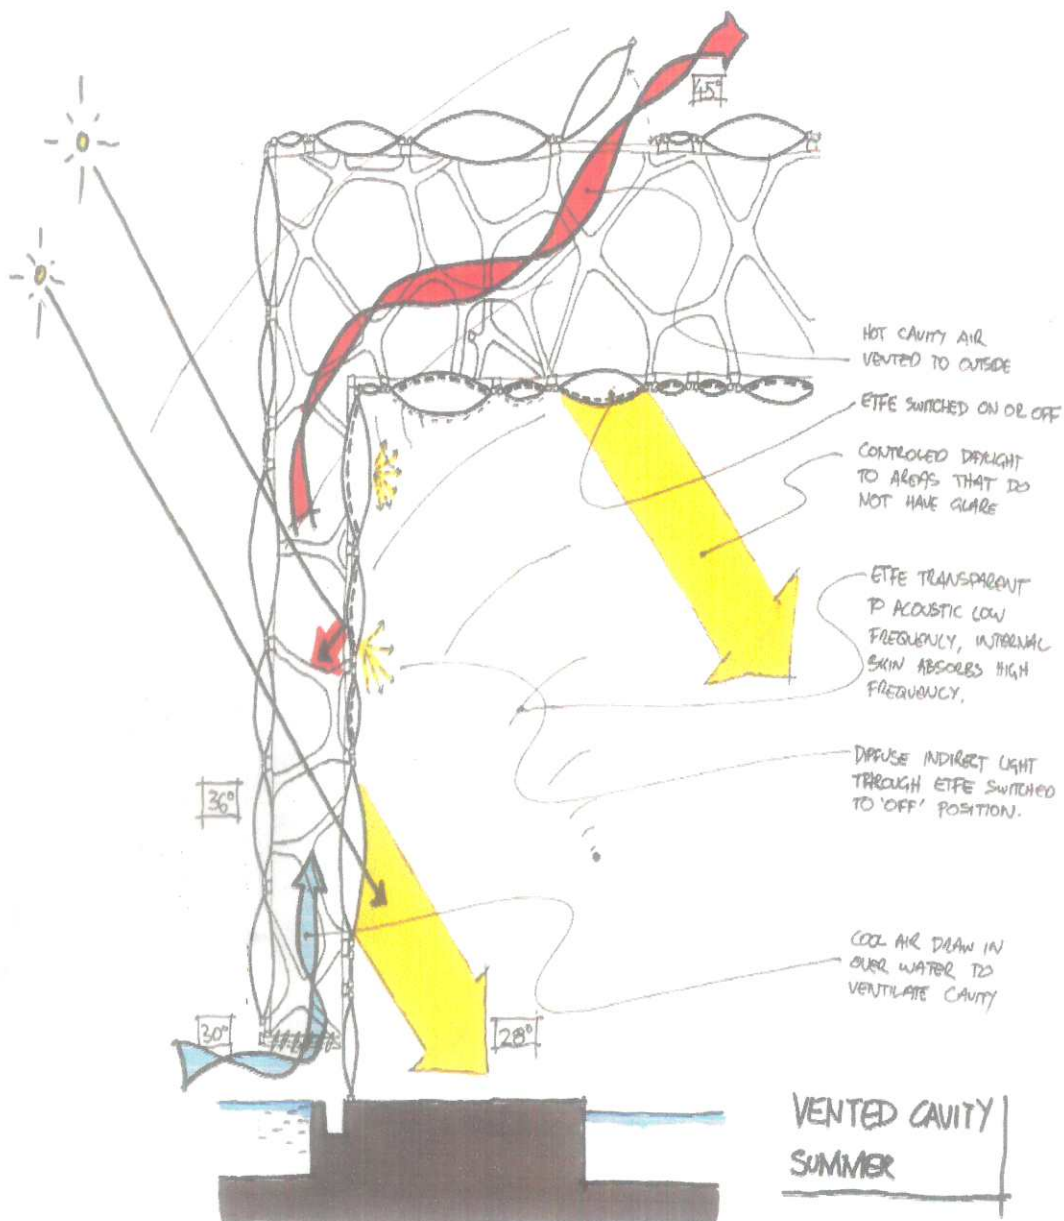 45°
HOT CAVITY AIR
VENTED TO OUTSIDE
ETFE SWITCHED ON OR OFF
CONTROLED DAYLIGHT
TO AREAS THAT DO
NOT HAVE GLARE
ETFE TRANSPARENT
TO ACOUSTIC LOW
FREQUENCY, INTERNAL
SKIN ABSORBS HIGH
FREQUENCY.
DIFFUSE INDIRECT LIGHT
THROUGH ETFE SWITCHED
TO 'OFF' POSITION.
36°
COOL AIR DRAW IN
OVER WATER TO
VENTILATE CAVITY
30°
28°
VENTED CAVITY
SUMMER